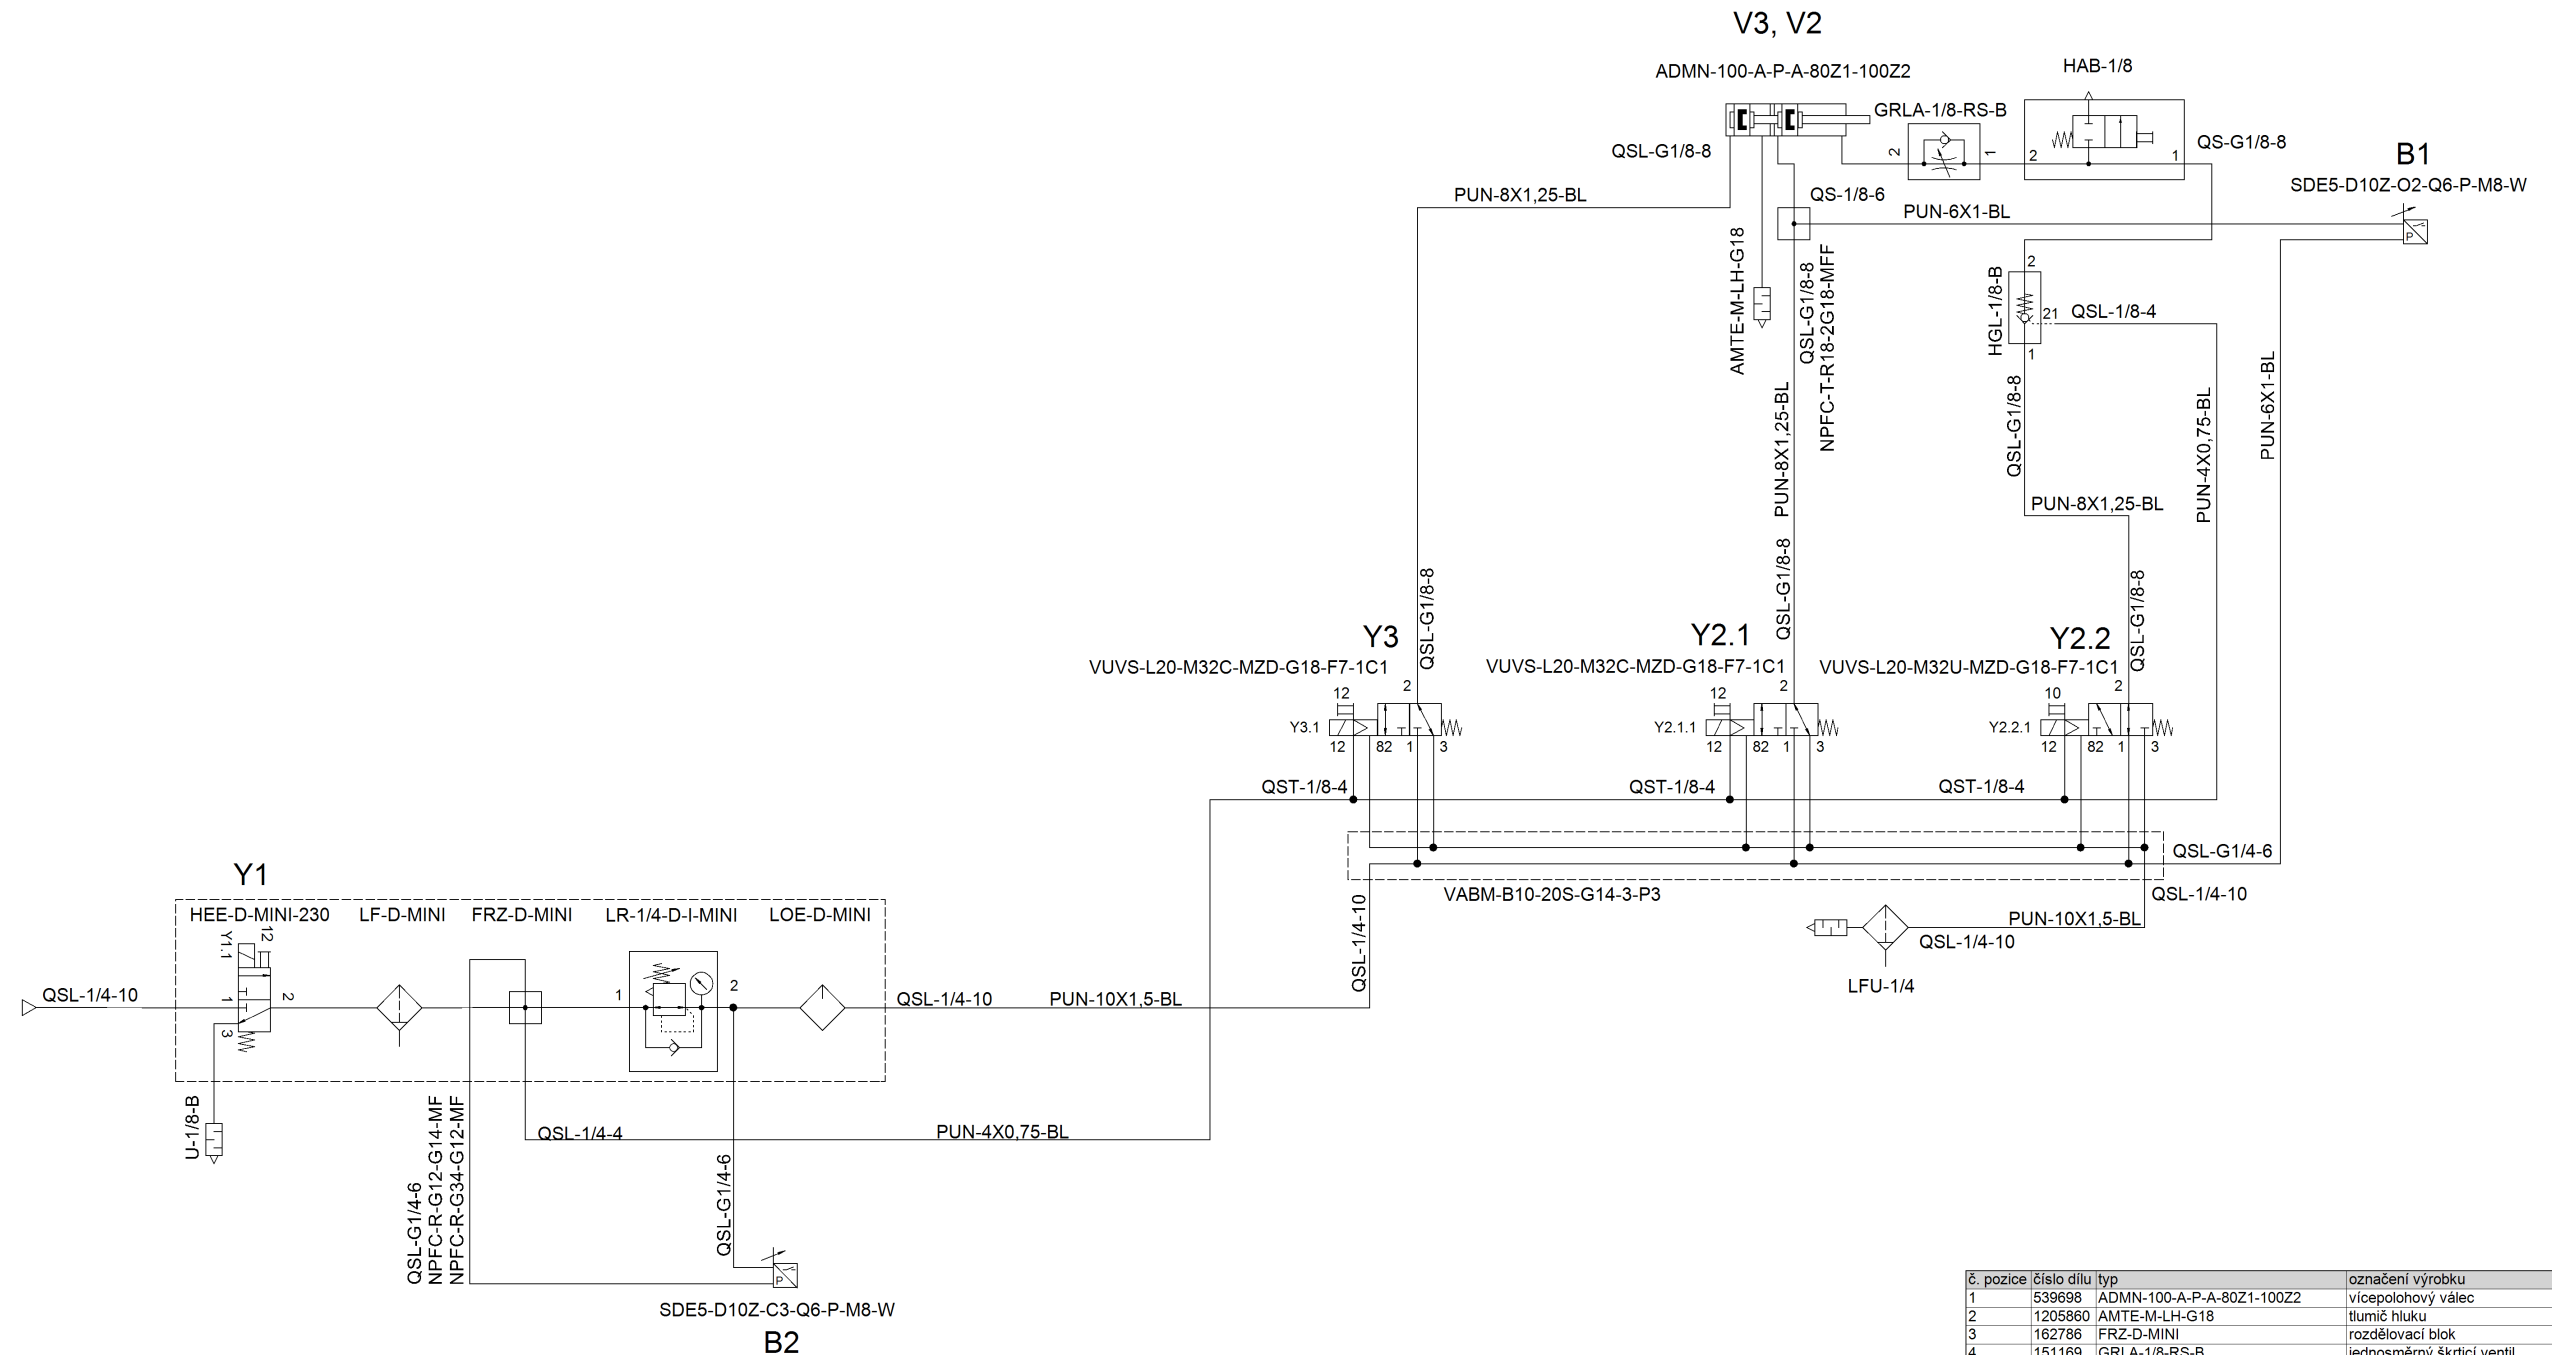 V3, V2
ADMN-100-A-P-A-80Z1-100Z2
HAB-1/8
GRLA-1/8-RS-B
QSL-G1/8-8
2
1
2
1
QS-G1/8-8
B1
SDE5-D10Z-O2-Q6-P-M8-W
PUN-8X1,25-BL
QS-1/8-6
PUN-6X1-BL
P
AMTE-M-LH-G18
QSL-G1/8-8
NPFC-T-R18-2G18-MFF
HGL-1/8-B
2
21
QSL-1/8-4
1
PUN-8X1,25-BL
QSL-G1/8-8
PUN-4X0,75-BL
PUN-6X1-BL
PUN-8X1,25-BL
QSL-G1/8-8
QSL-G1/8-8
QSL-G1/8-8
Y3
Y2.1
Y2.2
VUVS-L20-M32C-MZD-G18-F7-1C1
VUVS-L20-M32C-MZD-G18-F7-1C1
VUVS-L20-M32U-MZD-G18-F7-1C1
12
2
12
2
10
2
Y3.1
Y2.1.1
Y2.2.1
12
82
1
3
12
82
1
3
12
82
1
3
QST-1/8-4
QST-1/8-4
QST-1/8-4
QSL-G1/4-6
VABM-B10-20S-G14-3-P3
QSL-1/4-10
QSL-1/4-10
PUN-10X1,5-BL
QSL-1/4-10
LFU-1/4
Y1
HEE-D-MINI-230
LF-D-MINI
FRZ-D-MINI
LR-1/4-D-I-MINI
LOE-D-MINI
Y1.1
12
QSL-1/4-10
1
2
3
1
2
QSL-1/4-10
PUN-10X1,5-BL
U-1/8-B
QSL-1/4-4
PUN-4X0,75-BL
QSL-G1/4-6
NPFC-R-G12-G14-MF
NPFC-R-G34-G12-MF
QSL-G1/4-6
P
SDE5-D10Z-C3-Q6-P-M8-W
B2
č. pozice číslo dílu typ označení výrobku
1 539698 ADMN-100-A-P-A-80Z1-100Z2 vícepolohový válec
2 1205860 AMTE-M-LH-G18 tlumič hluku
3 162786 FRZ-D-MINI rozdělovací blok
4 151169 GRLA-1/8-RS-B jednosměrný škrticí ventil